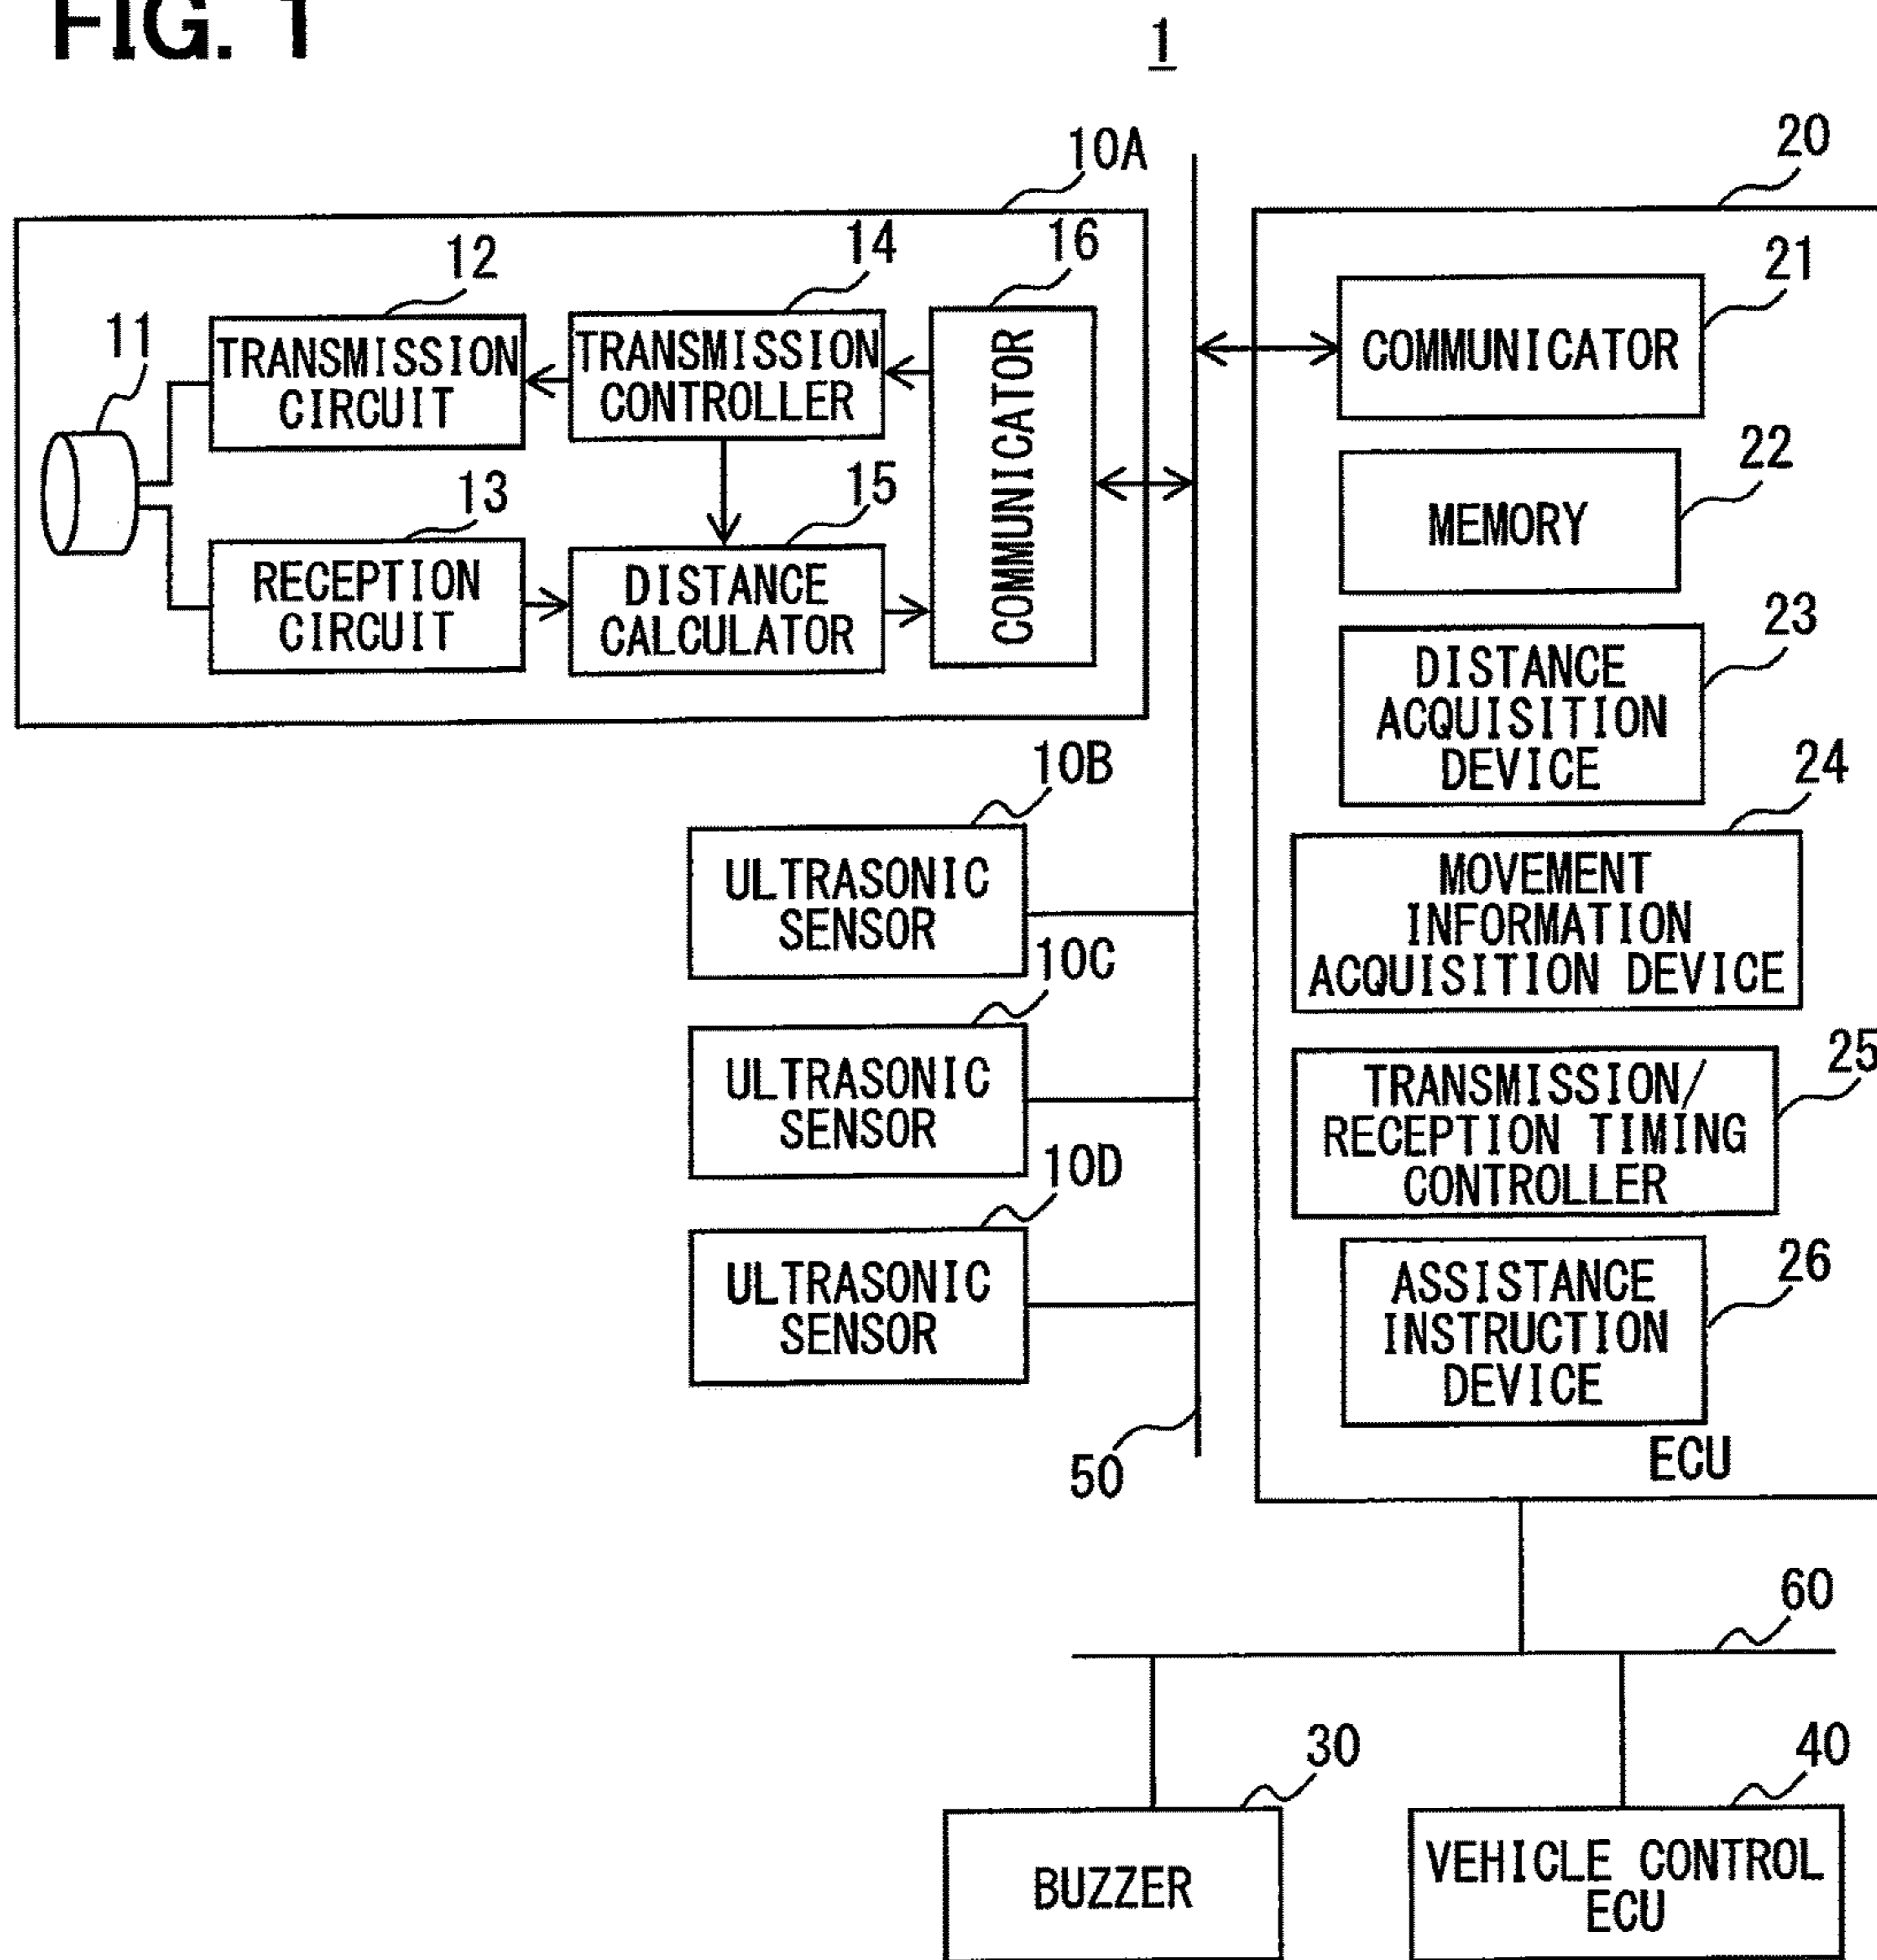 FIG. 1
1
10A
20
12
14
16
21
11
TRANSMISSION
CIRCUIT
TRANSMISSION
CONTROLLER
COMMUNICATOR
COMMUNICATOR
22
13
15
MEMORY
RECEPTION
CIRCUIT
DISTANCE
CALCULATOR
23
DISTANCE
ACQUISITION
DEVICE
10B
24
ULTRASONIC
SENSOR
MOVEMENT
INFORMATION
ACQUISITION DEVICE
10C
25
ULTRASONIC
SENSOR
TRANSMISSION/
RECEPTION TIMING
CONTROLLER
10D
26
ULTRASONIC
SENSOR
ASSISTANCE
INSTRUCTION
DEVICE
50
ECU
60
30
40
BUZZER
VEHICLE CONTROL
ECU